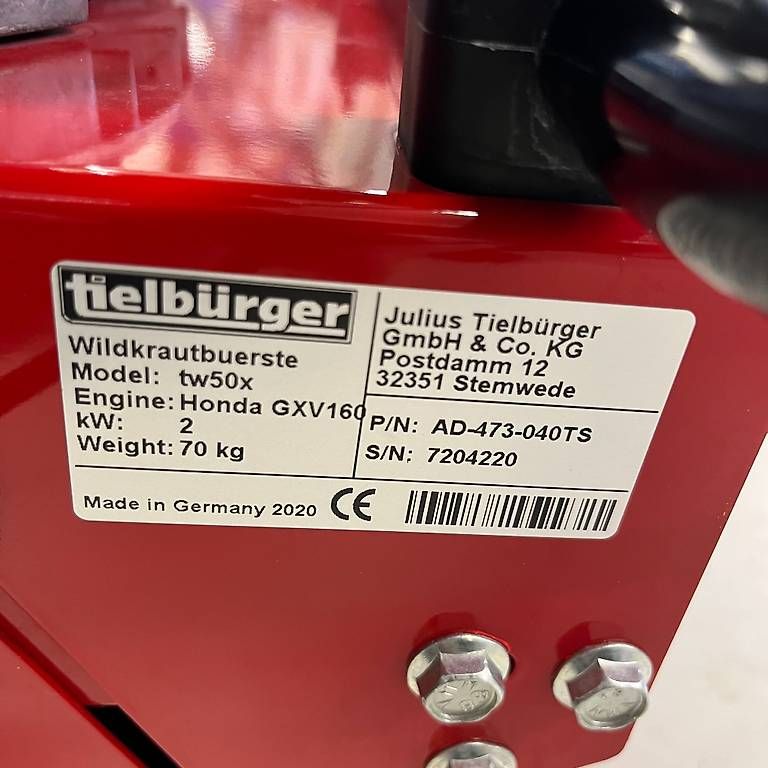 tielbürger
Wildkrautbuerste
Model: tw50x
Engine: Honda GXV160
kW: 2
Weight: 70 kg
Julius Tielbürger
GmbH & Co. KG
Postdamm 12
32351 Stemwede
P/N: AD-473-040TS
S/N: 7204220
Made in Germany 2020 CE